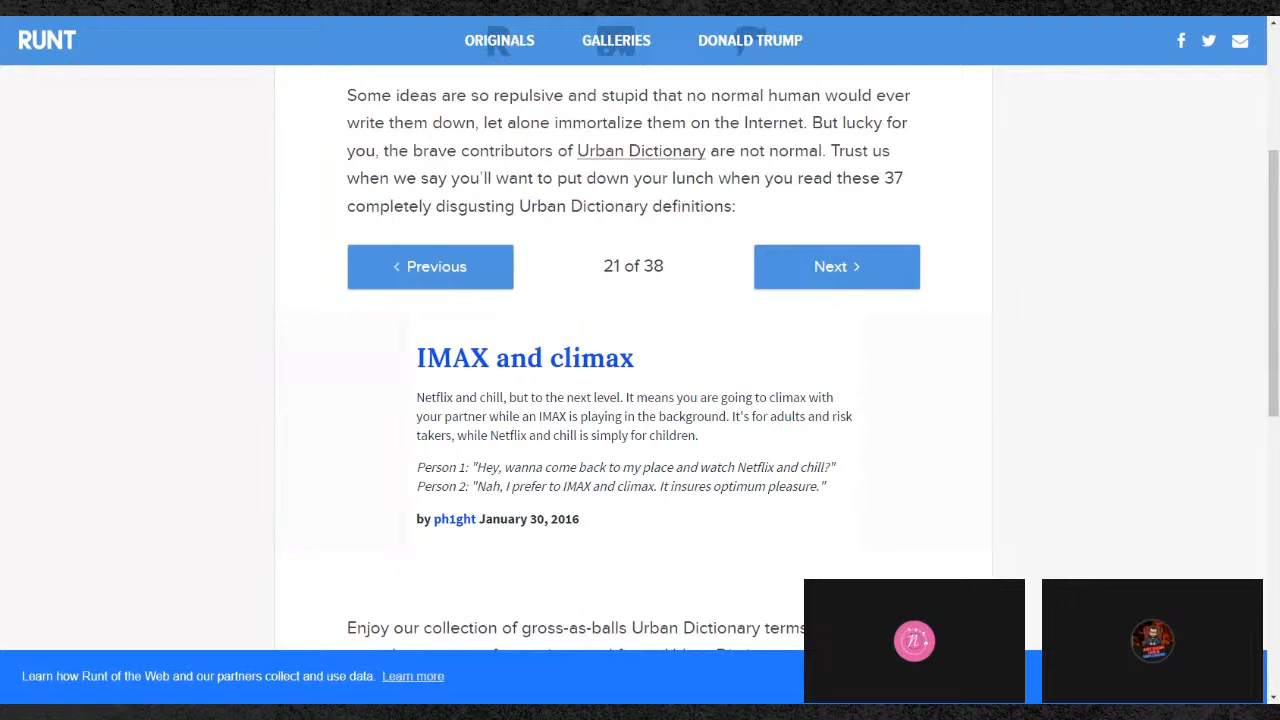 RUNT
ORIGINALS GALLERIES DONALD TRUMP
Some ideas are so repulsive and stupid that no normal human would ever
write them down, let alone immortalize them on the Internet. But lucky for
you, the brave contributors of Urban Dictionary are not normal. Trust us
when we say you'll want to put down your lunch when you read these 37
completely disgusting Urban Dictionary definitions:
Previous 21 of 38 Next
IMAX and climax
Netflix and chill, but to the next level. It means you are going to climax with
your partner while an IMAX is playing in the background. It's for adults and risk
takers, while Netflix and chill is simply for children.
Person 1: "Hey, wanna come back to my place and watch Netflix and chill?"
Person 2: "Nah, I prefer to IMAX and climax. It insures optimum pleasure."
by ph1ght January 30, 2016
Enjoy our collection of gross-as-balls Urban Dictionary terms
Learn how Runt of the Web and our partners collect and use data. Learn more